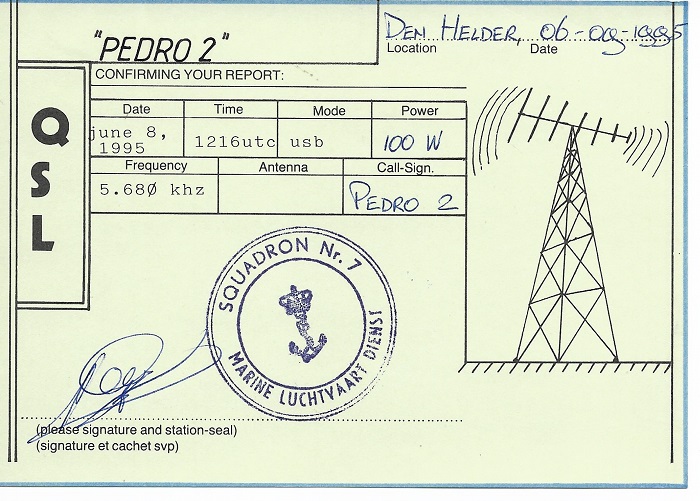 "PEDRO 2"
DEN HELDER, 06-09-1995
Location Date
CONFIRMING YOUR REPORT:
QSL
Date Time Mode Power
june 8, 1995 1216utc usb 100 W
Frequency Antenna Call-Sign.
5.680 khz PEDRO 2
SQUADRON Nr. 7
MARINE LUCHTVAART DIENST
(please signature and station-seal)
(signature et cachet svp)